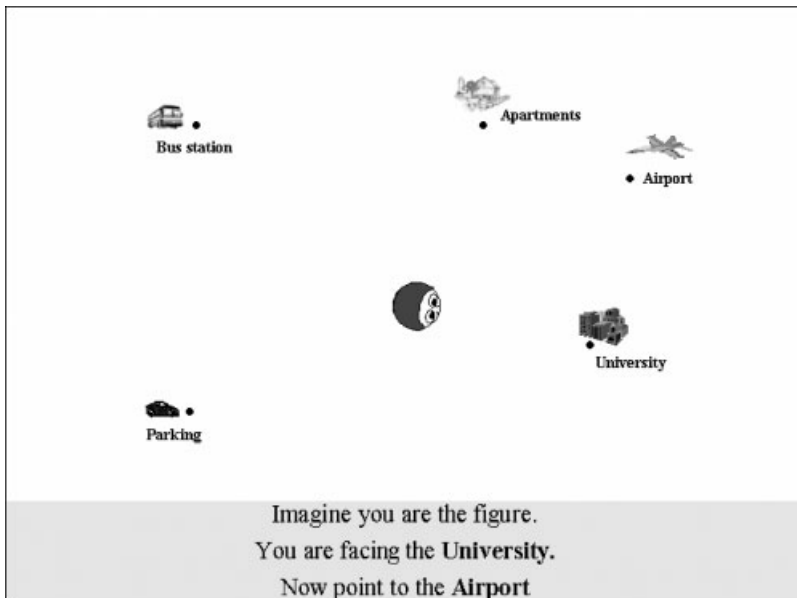 Apartments
Bus station
Airport
University
Parking
Imagine you are the figure.
You are facing the University.
Now point to the Airport